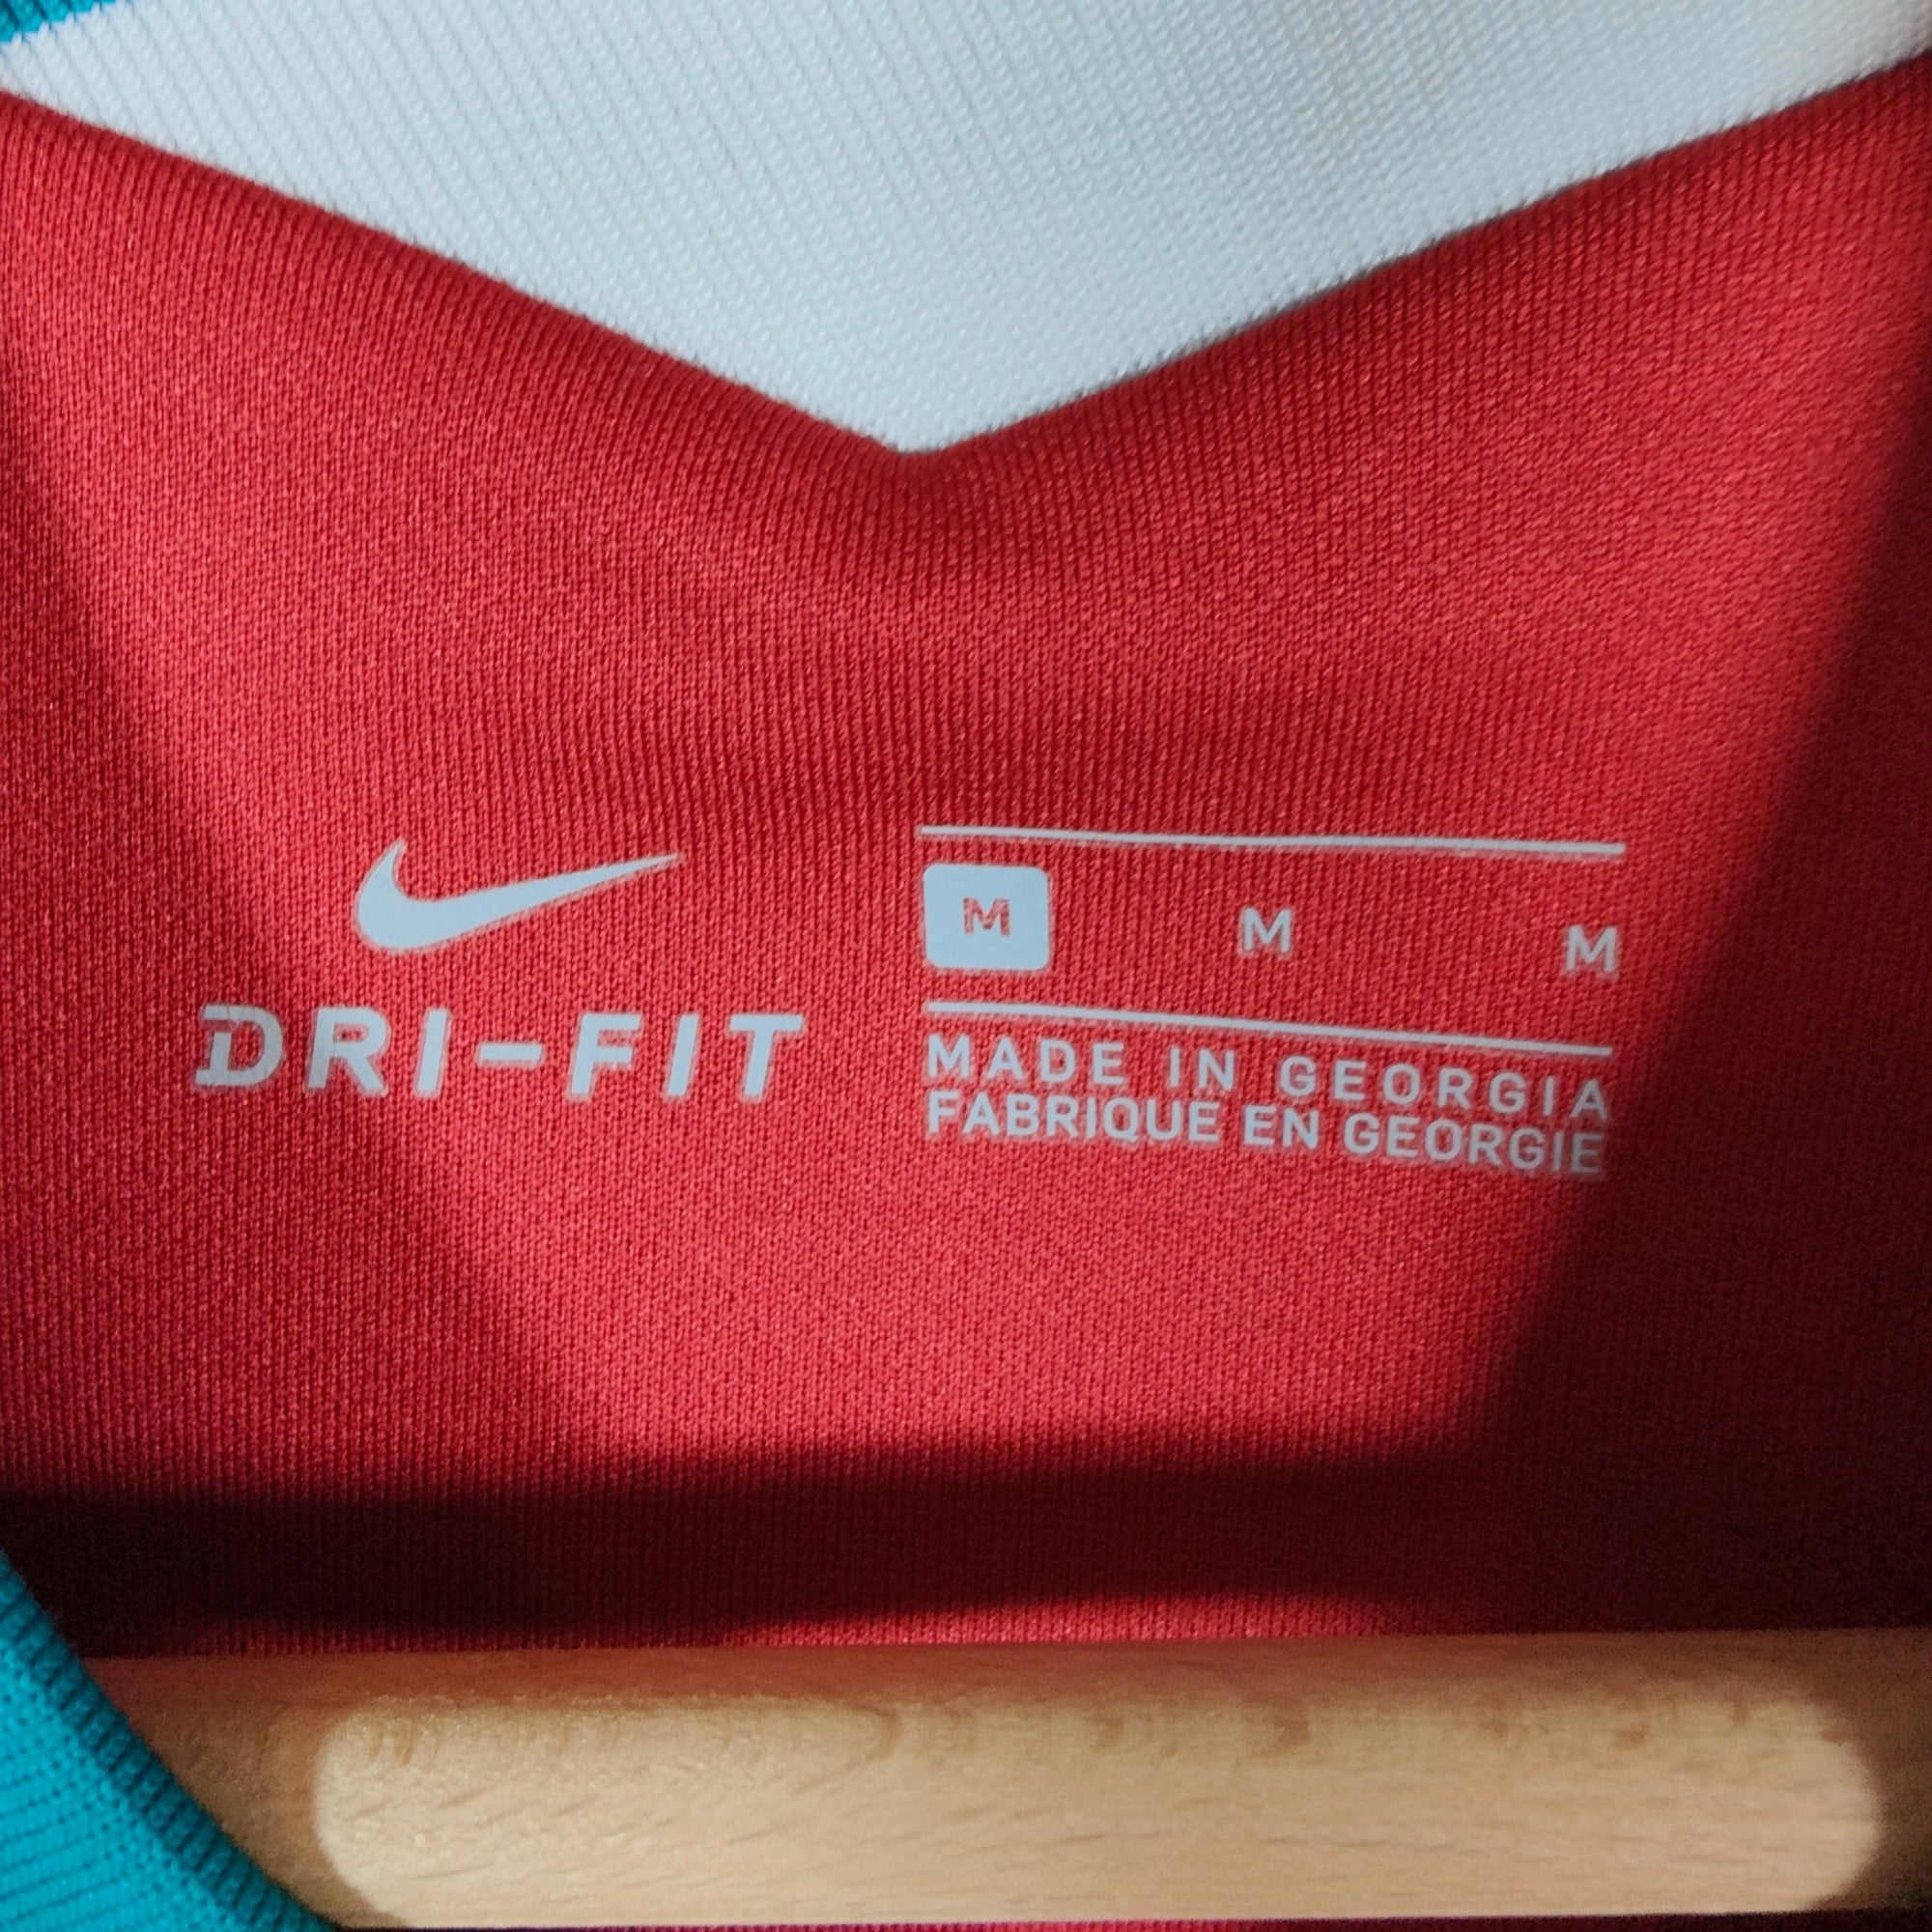 DRI-FIT
M M M
MADE IN GEORGIA
FABRIQUE EN GEORGIE